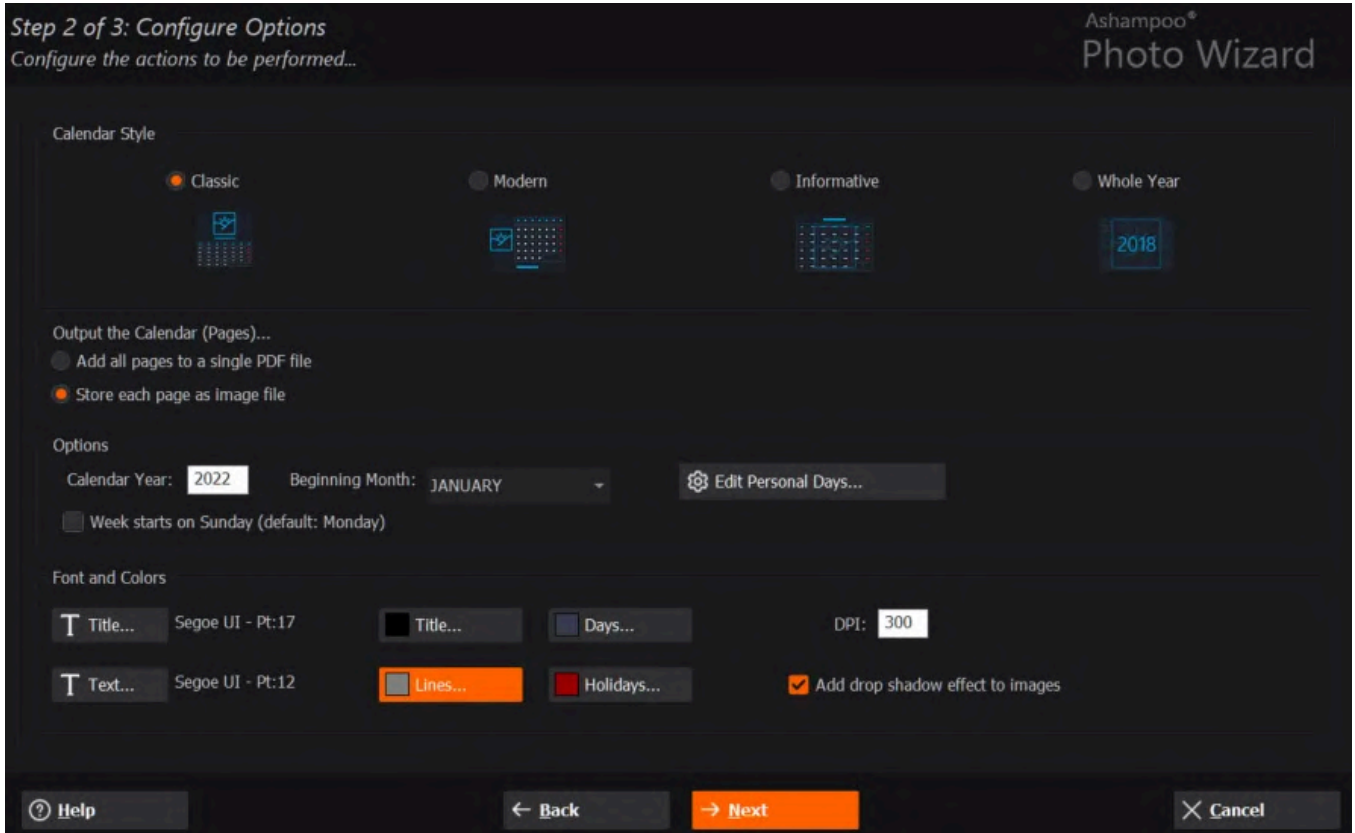 Step 2 of 3: Configure Options
Configure the actions to be performed...
Ashampoo®
Photo Wizard
Calendar Style
Classic
Modern
Informative
Whole Year
2018
Output the Calendar (Pages)...
Add all pages to a single PDF file
Store each page as image file
Options
Calendar Year: 2022 Beginning Month: JANUARY Edit Personal Days...
Week starts on Sunday (default: Monday)
Font and Colors
T Title... Segoe UI - Pt:17 Title... Days... DPI: 300
T Text... Segoe UI - Pt:12 Lines... Holidays... Add drop shadow effect to images
Help Back Next Cancel